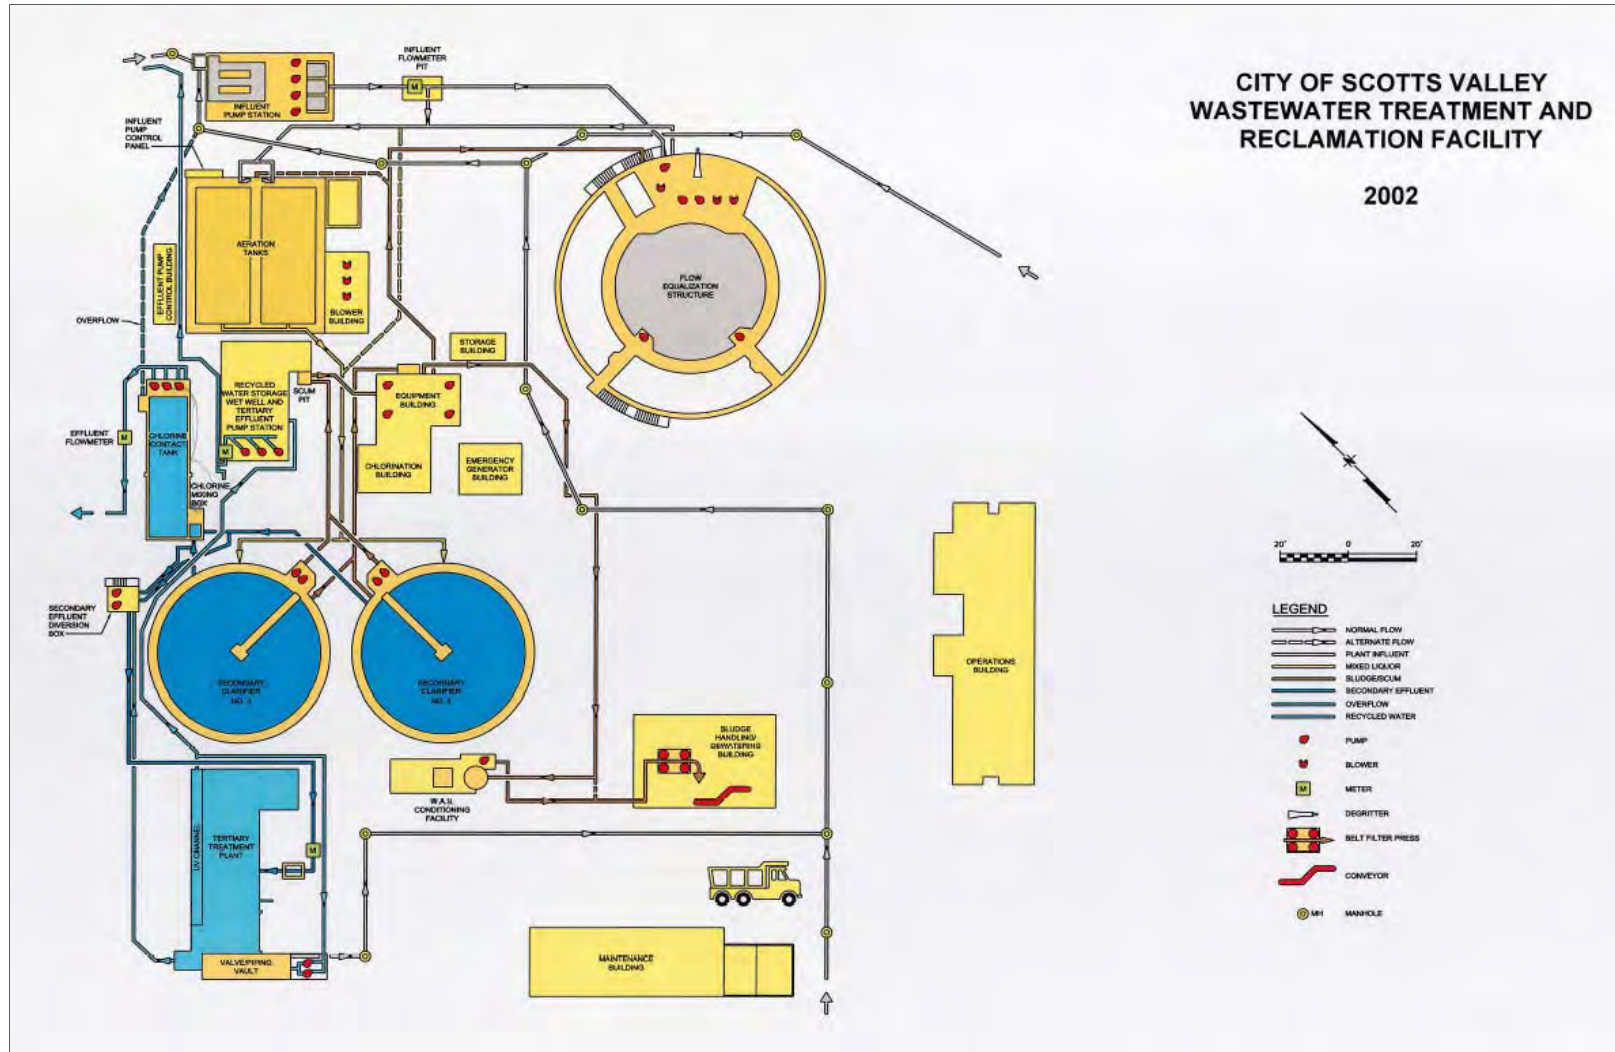 CITY OF SCOTTS VALLEY
WASTEWATER TREATMENT AND
RECLAMATION FACILITY
2002
INFLUENT
FLOWMETER
PIT
M
INFLUENT
PUMP STATION
INFLUENT
PUMP
CONTROL
PANEL
AERATION
TANKS
EFFLUENT PUMP
CONTROL BUILDING
BLOWER
BUILDING
OVERFLOW
FLOW
EQUALIZATION
STRUCTURE
STORAGE
BUILDING
RECYCLED
WATER STORAGE
WET WELL AND
TERTIARY
EFFLUENT
PUMP STATION
M
SCUM
PIT
EQUIPMENT
BUILDING
EFFLUENT
FLOWMETER
M
CHLORINE
CONTACT
TANK
CHLORINE
MIXING
BOX
CHLORINATION
BUILDING
EMERGENCY
GENERATOR
BUILDING
SECONDARY
EFFLUENT
DIVERSION
BOX
SECONDARY
CLARIFIER
SECONDARY
CLARIFIER
OPERATIONS
BUILDING
SLUDGE
HANDLING/
DEWATERING
BUILDING
W.A.S.
CONDITIONING
FACILITY
UV CHANNEL
TERTIARY
TREATMENT
PLANT
M
VALVE/PIPING
VAULT
MAINTENANCE
BUILDING
20' 0 20'
LEGEND
NORMAL FLOW
ALTERNATE FLOW
PLANT INFLUENT
MIXED LIQUOR
SLUDGE/SCUM
SECONDARY EFFLUENT
OVERFLOW
RECYCLED WATER
PUMP
BLOWER
M METER
DEGRITTER
BELT FILTER PRESS
CONVEYOR
MH MANHOLE